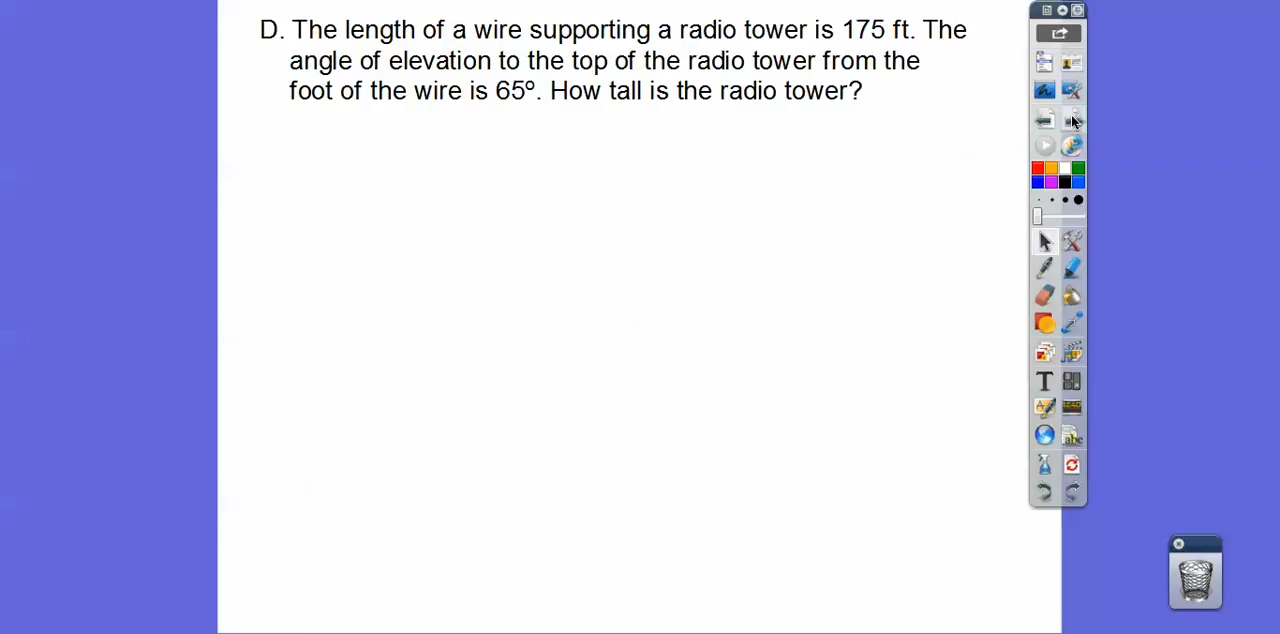 D. The length of a wire supporting a radio tower is 175 ft. The
angle of elevation to the top of the radio tower from the
foot of the wire is 65º. How tall is the radio tower?
T
abc